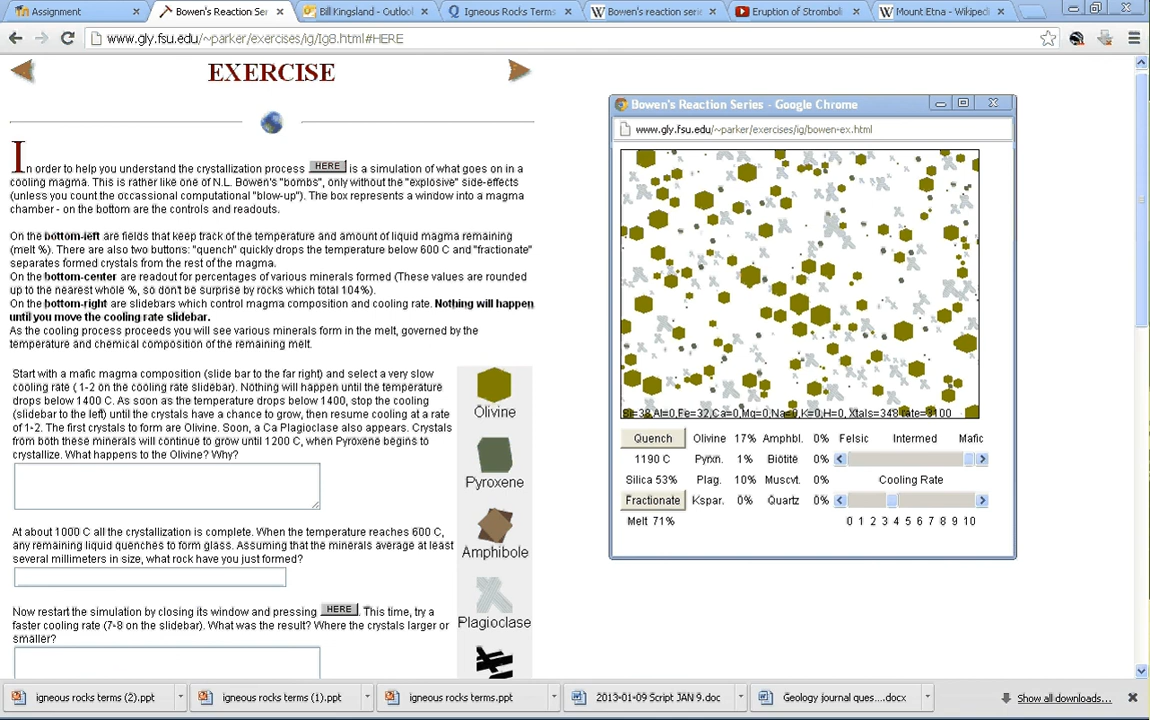 Assignment
Bowen's Reaction Ser
Bill Kingsland - Outlool
Igneous Rocks Terms
Bowen's reaction serie
Eruption of Strombol
Mount Etna - Wikiped
www.gly.fsu.edu/~parker/exercises/ig/Ig8.html#HERE
EXERCISE
In order to help you understand the crystallization process HERE is a simulation of what goes on in a
cooling magma. This is rather like one of N.L. Bowen's "bombs", only without the "explosive" side-effects
(unless you count the occassional computational "blow-up"). The box represents a window into a magma
chamber - on the bottom are the controls and readouts.
On the bottom-left are fields that keep track of the temperature and amount of liquid magma remaining
(melt %). There are also two buttons: "quench" quickly drops the temperature below 600 C and "fractionate"
separates formed crystals from the rest of the magma.
On the bottom-center are readout for percentages of various minerals formed (These values are rounded
up to the nearest whole %, so don't be surprise by rocks which total 104%).
On the bottom-right are slidebars which control magma composition and cooling rate. Nothing will happen
until you move the cooling rate slidebar.
As the cooling process proceeds you will see various minerals form in the melt, governed by the
temperature and chemical composition of the remaining melt.
Start with a mafic magma composition (slide bar to the far right) and select a very slow
cooling rate ( 1-2 on the cooling rate slidebar). Nothing will happen until the temperature
drops below 1400 C. As soon as the temperature drops below 1400, stop the cooling
(slidebar to the left) until the crystals have a chance to grow, then resume cooling at a rate
of 1-2. The first crystals to form are Olivine. Soon, a Ca Plagioclase also appears. Crystals
from both these minerals will continue to grow until 1200 C, when Pyroxene begins to
crystallize. What happens to the Olivine? Why?
At about 1000 C all the crystallization is complete. When the temperature reaches 600 C,
any remaining liquid quenches to form glass. Assuming that the minerals average at least
several millimeters in size, what rock have you just formed?
Now restart the simulation by closing its window and pressing HERE. This time, try a
faster cooling rate (7-8 on the slidebar). What was the result? Where the crystals larger or
smaller?
Olivine
Pyroxene
Amphibole
Plagioclase
Bowen's Reaction Series - Google Chrome
www.gly.fsu.edu/~parker/exercises/ig/bowen-ex.html
Si=38,Al=0,Fe=32,Ca=0,Mg=0,Na=0,K=0,H=0, Xtals=348 rate=3100
Quench Olivine 17% Amphbl. 0% Felsic Intermed Mafic
1190 C Pyrxn. 1% Biotite 0%
Silica 53% Plag. 10% Muscvt. 0% Cooling Rate
Fractionate Kspar. 0% Quartz 0%
Melt 71% 0 1 2 3 4 5 6 7 8 9 10
igneous rocks terms (2).ppt
igneous rocks terms (1).ppt
igneous rocks terms.ppt
2013-01-09 Script JAN 9.doc
Geology journal ques....docx
Show all downloads...